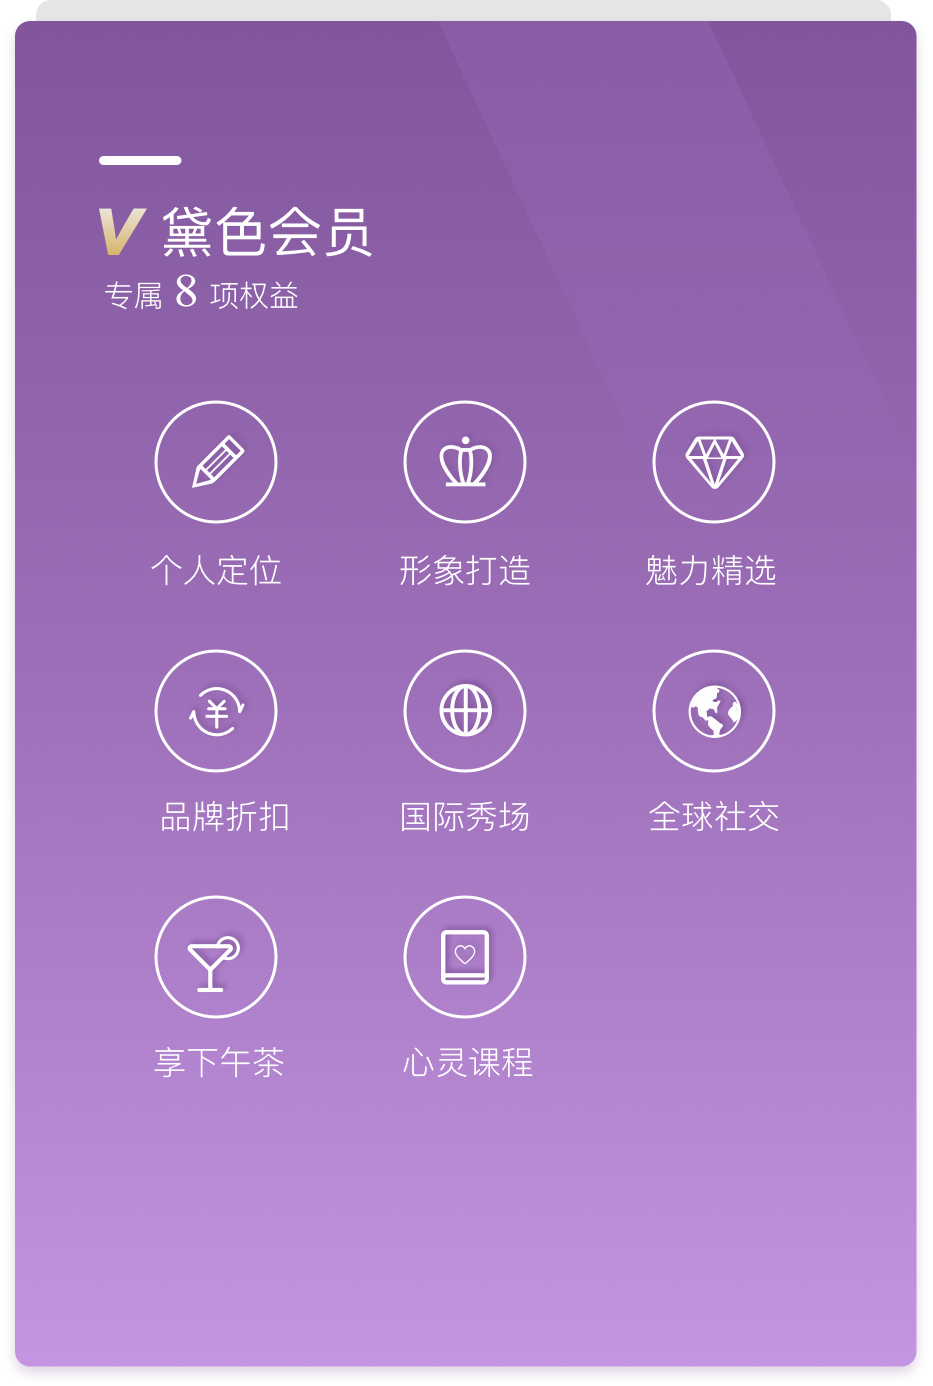 V 黛色会员
专属 8 项权益
个人定位 形象打造 魅力精选
¥
品牌折扣 国际秀场 全球社交
享下午茶 心灵课程